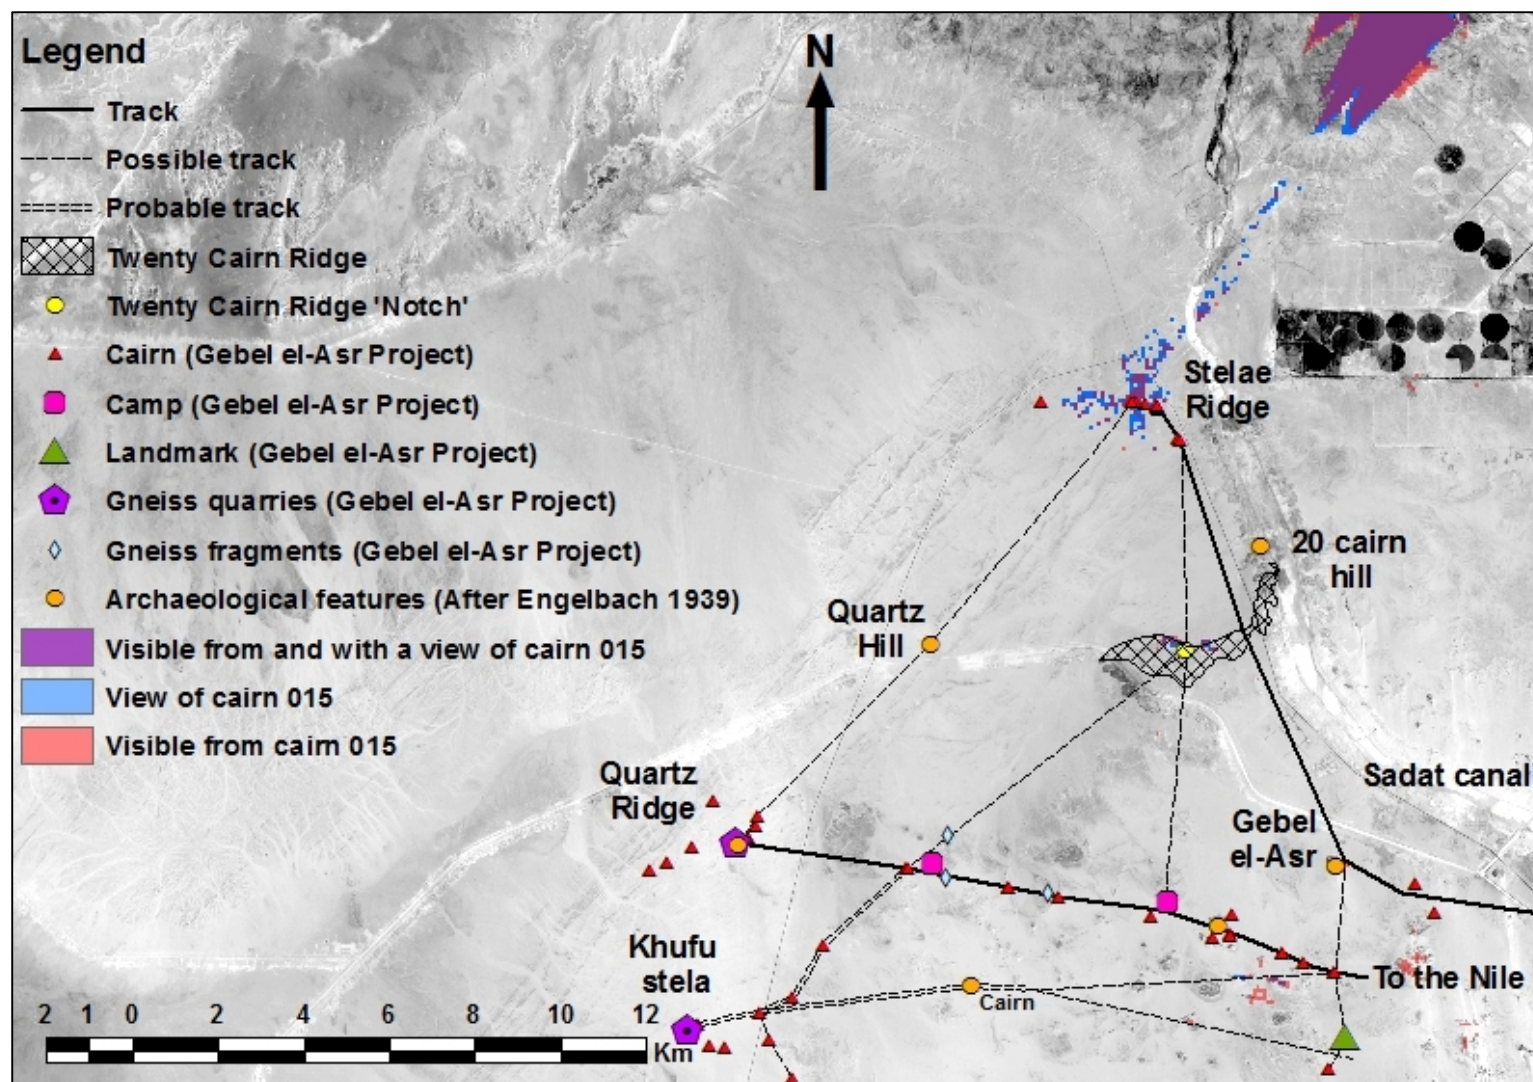 Legend
Track
Possible track
Probable track
Twenty Cairn Ridge
Twenty Cairn Ridge 'Notch'
Cairn (Gebel el-Asr Project)
Camp (Gebel el-Asr Project)
Landmark (Gebel el-Asr Project)
Gneiss quarries (Gebel el-Asr Project)
Gneiss fragments (Gebel el-Asr Project)
Archaeological features (After Engelbach 1939)
Visible from and with a view of cairn 015
View of cairn 015
Visible from cairn 015
N
Stelae
Ridge
20 cairn
hill
Quartz
Hill
Quartz
Ridge
Sadat canal
Gebel
el-Asr
Khufu
stela
Cairn
To the Nile
2 1 0 2 4 6 8 10 12
Km